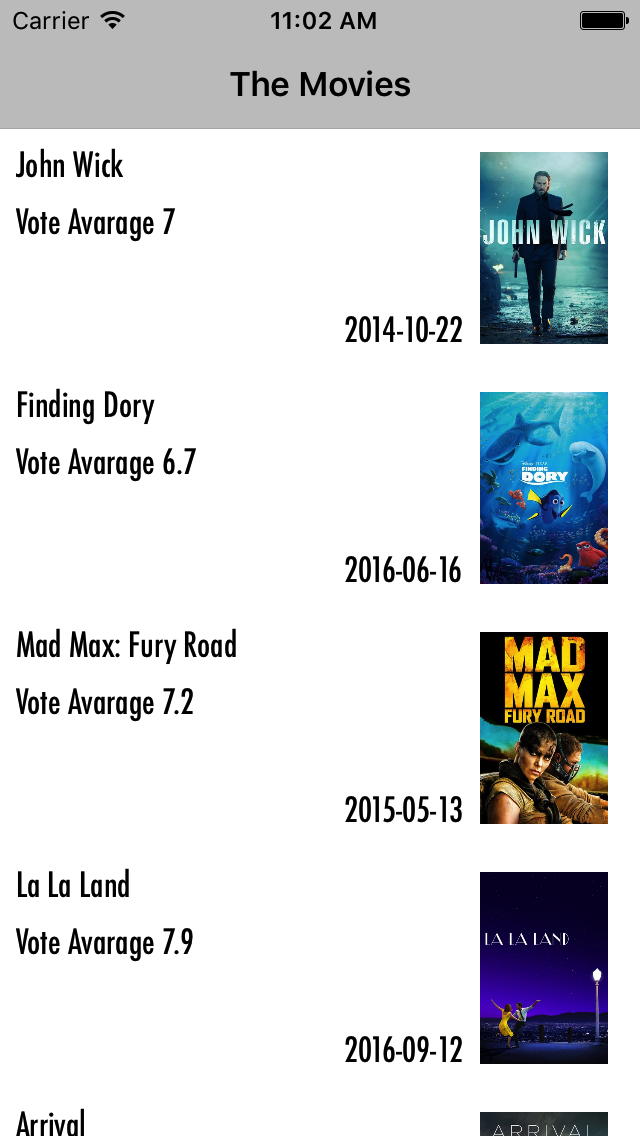 Carrier 11:02 AM
The Movies
John Wick
Vote Avarage 7
2014-10-22
JOHN WICK
Finding Dory
Vote Avarage 6.7
2016-06-16
DISNEY PIXAR
FINDING
DORY
Mad Max: Fury Road
Vote Avarage 7.2
2015-05-13
MAD
MAX
FURY ROAD
La La Land
Vote Avarage 7.9
2016-09-12
LA LA LAND
Arrival
ARRIVAL